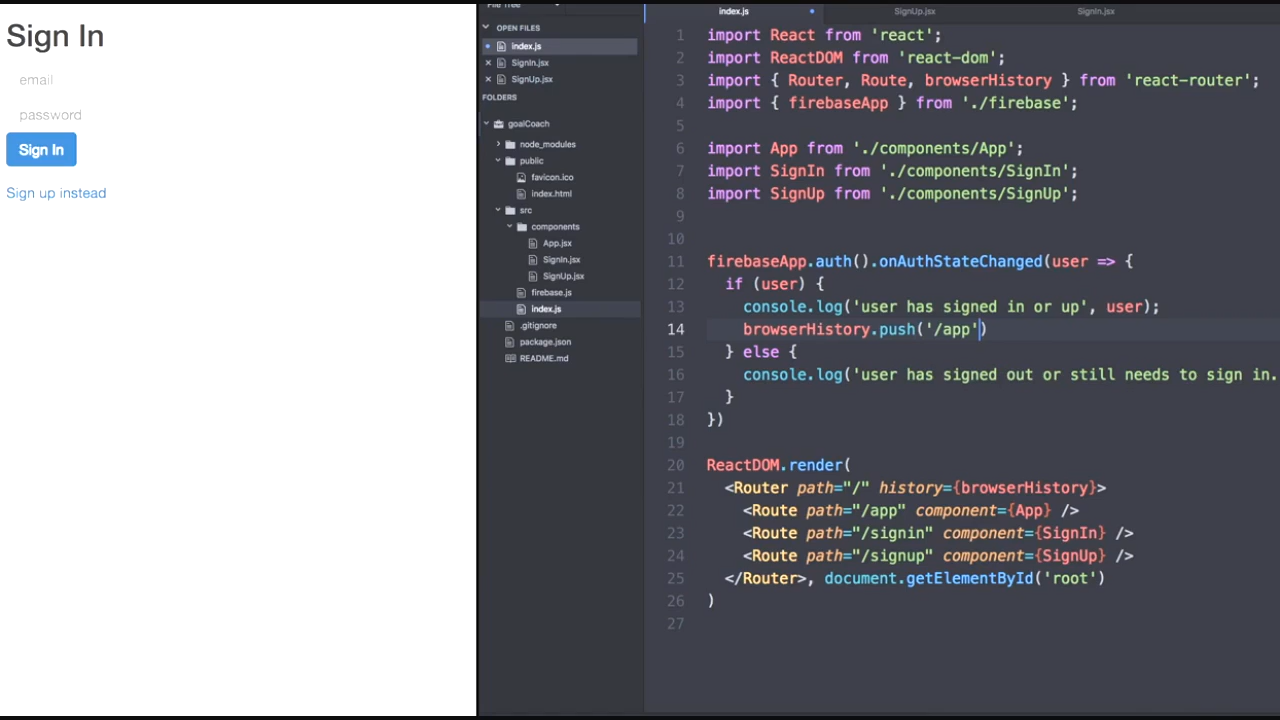 Sign In
email
password
Sign In
Sign up instead
File Tree
OPEN FILES
index.js
SignIn.jsx
SignUp.jsx
FOLDERS
goalCoach
node_modules
public
favicon.ico
index.html
src
components
App.jsx
SignIn.jsx
SignUp.jsx
firebase.js
index.js
.gitignore
package.json
README.md
index.js
SignUp.jsx
SignIn.jsx
1 import React from 'react';
2 import ReactDOM from 'react-dom';
3 import { Router, Route, browserHistory } from 'react-router';
4 import { firebaseApp } from './firebase';
5
6 import App from './components/App';
7 import SignIn from './components/SignIn';
8 import SignUp from './components/SignUp';
9
10
11 firebaseApp.auth().onAuthStateChanged(user => {
12 if (user) {
13 console.log('user has signed in or up', user);
14 browserHistory.push('/app')
15 } else {
16 console.log('user has signed out or still needs to sign in.
17 }
18 })
19
20 ReactDOM.render(
21 <Router path="/" history={browserHistory}>
22 <Route path="/app" component={App} />
23 <Route path="/signin" component={SignIn} />
24 <Route path="/signup" component={SignUp} />
25 </Router>, document.getElementById('root')
26 )
27